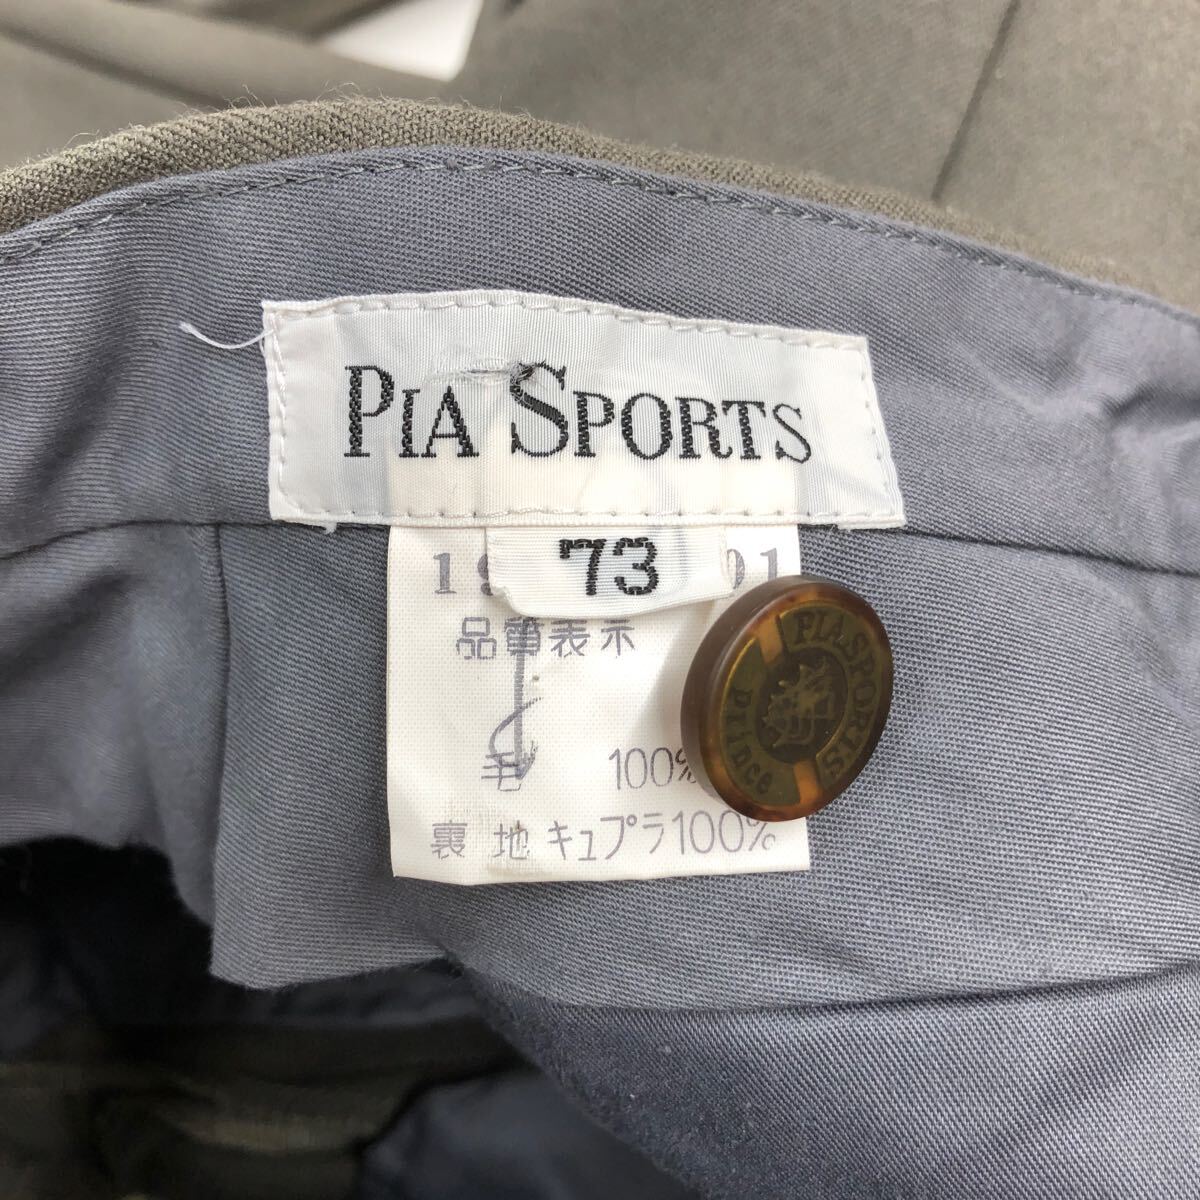 PIA SPORTS
73
品質表示
毛 100%
裏地 キュプラ100%
PIA.SPORTS
Prince